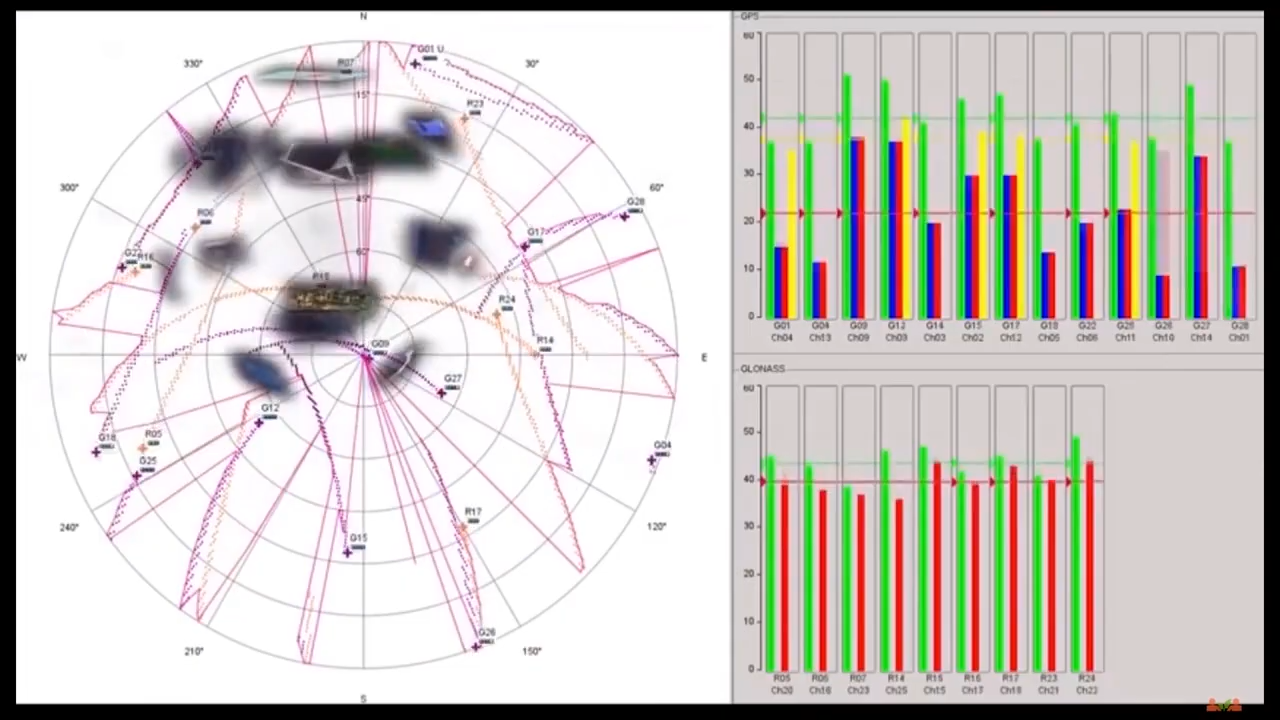 N
330°
30°
G01 U
R07
15°
R23
300°
60°
45°
G28
R06
G17
60°
R16
R15
R24
R14
W
E
G09
G27
G12
G18
R05
G25
G04
240°
120°
R17
G15
G26
210°
150°
S
GPS
60
50
40
30
20
10
0
G01 G04 G09 G12 G14 G15 G17 G18 G22 G25 G26 G27 G28
Ch04 Ch13 Ch09 Ch03 Ch03 Ch02 Ch12 Ch05 Ch06 Ch11 Ch10 Ch14 Ch01
GLONASS
60
50
40
30
20
10
0
R05 R06 R07 R14 R15 R16 R17 R23 R24
Ch20 Ch16 Ch23 Ch25 Ch15 Ch17 Ch18 Ch21 Ch22